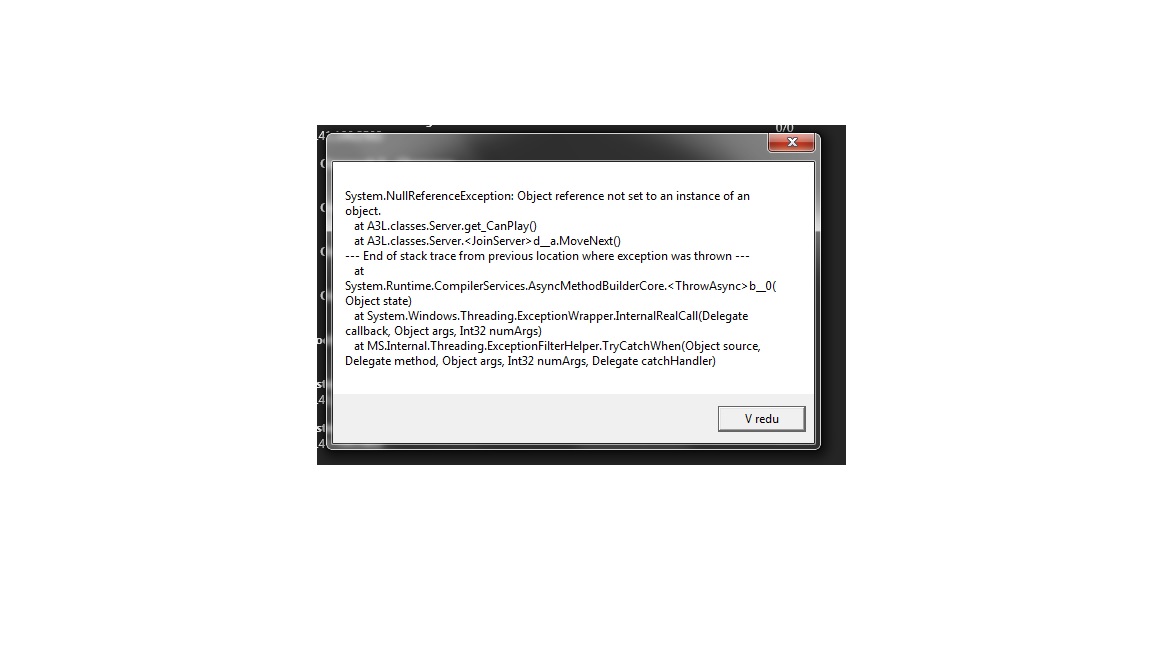 0/0
System.NullReferenceException: Object reference not set to an instance of an
object.
at A3L.classes.Server.get_CanPlay()
at A3L.classes.Server.<JoinServer>d__a.MoveNext()
--- End of stack trace from previous location where exception was thrown ---
at
System.Runtime.CompilerServices.AsyncMethodBuilderCore.<ThrowAsync>b__0(
Object state)
at System.Windows.Threading.ExceptionWrapper.InternalRealCall(Delegate
callback, Object args, Int32 numArgs)
at MS.Internal.Threading.ExceptionFilterHelper.TryCatchWhen(Object source,
Delegate method, Object args, Int32 numArgs, Delegate catchHandler)
V redu